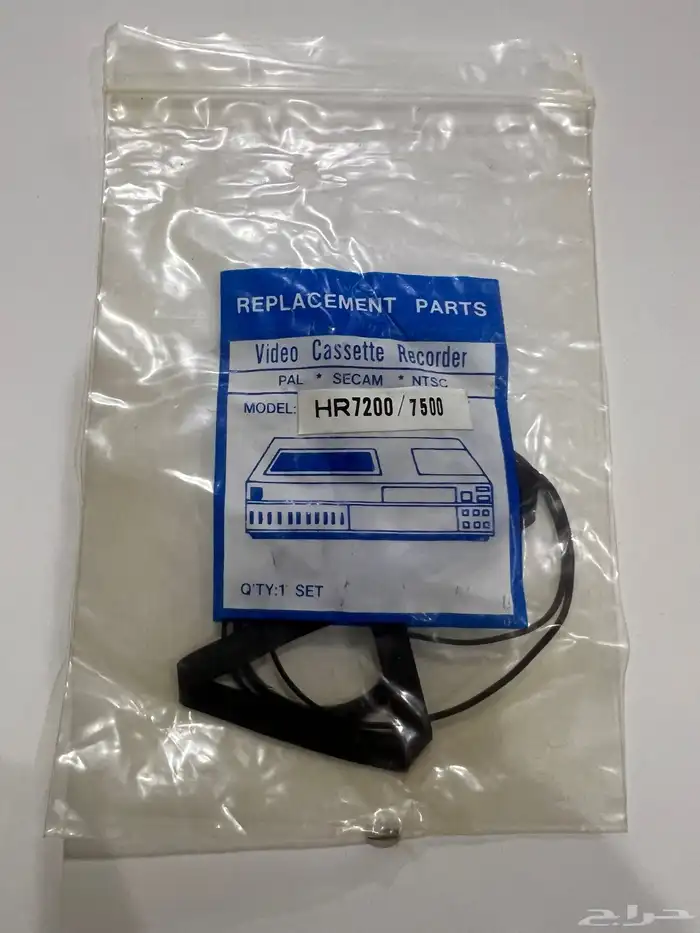 REPLACEMENT PARTS
Video Cassette Recorder
PAL * SECAM * NTSC
MODEL: HR7200/7500
Q'TY:1 SET
حراج